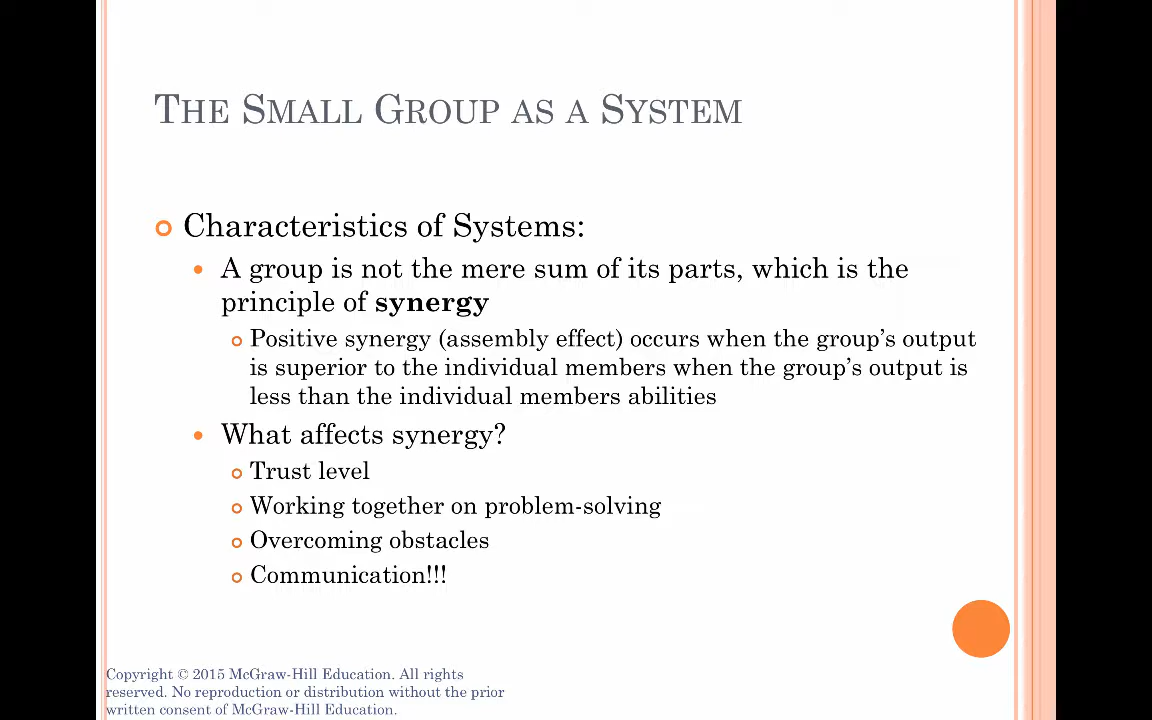 THE SMALL GROUP AS A SYSTEM
Characteristics of Systems:
A group is not the mere sum of its parts, which is the
principle of synergy
Positive synergy (assembly effect) occurs when the group's output
is superior to the individual members when the group's output is
less than the individual members abilities
What affects synergy?
Trust level
Working together on problem-solving
Overcoming obstacles
Communication!!!
Copyright © 2015 McGraw-Hill Education. All rights
reserved. No reproduction or distribution without the prior
written consent of McGraw-Hill Education.